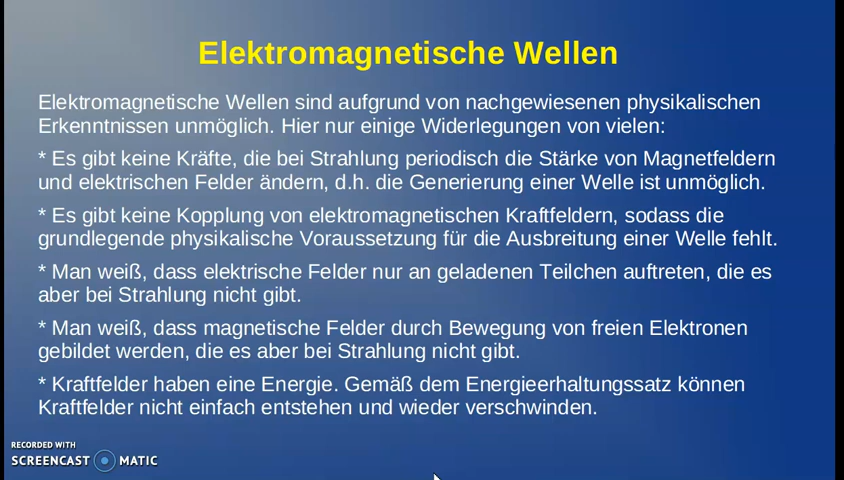 Elektromagnetische Wellen
Elektromagnetische Wellen sind aufgrund von nachgewiesenen physikalischen
Erkenntnissen unmöglich. Hier nur einige Widerlegungen von vielen:
* Es gibt keine Kräfte, die bei Strahlung periodisch die Stärke von Magnetfeldern
und elektrischen Felder ändern, d.h. die Generierung einer Welle ist unmöglich.
* Es gibt keine Kopplung von elektromagnetischen Kraftfeldern, sodass die
grundlegende physikalische Voraussetzung für die Ausbreitung einer Welle fehlt.
* Man weiß, dass elektrische Felder nur an geladenen Teilchen auftreten, die es
aber bei Strahlung nicht gibt.
* Man weiß, dass magnetische Felder durch Bewegung von freien Elektronen
gebildet werden, die es aber bei Strahlung nicht gibt.
* Kraftfelder haben eine Energie. Gemäß dem Energieerhaltungssatz können
Kraftfelder nicht einfach entstehen und wieder verschwinden.
RECORDED WITH
SCREENCAST MATIC